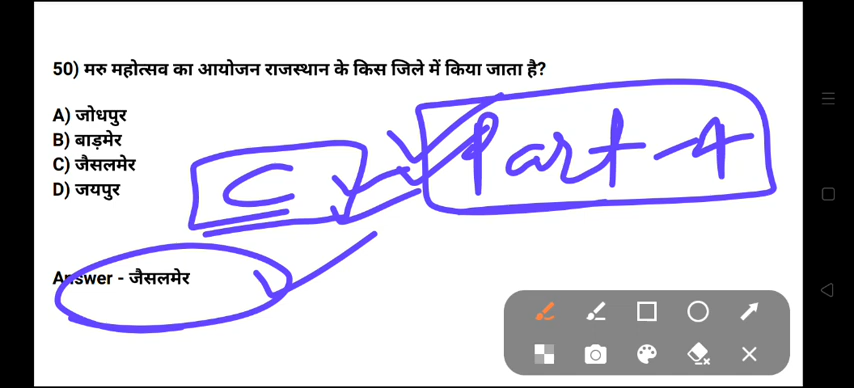 50) मरु महोत्सव का आयोजन राजस्थान के किस जिले में किया जाता है?
A) जोधपुर
B) बाड़मेर
C) जैसलमेर
D) जयपुर
C
Part-4
Answer - जैसलमेर